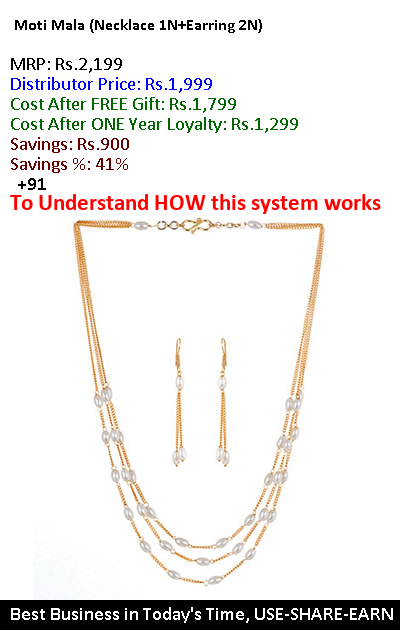 Moti Mala (Necklace 1N+Earring 2N)
MRP: Rs.2,199
Distributor Price: Rs.1,999
Cost After FREE Gift: Rs.1,799
Cost After ONE Year Loyalty: Rs.1,299
Savings: Rs.900
Savings %: 41%
+91
To Understand HOW this system works
Best Business in Today's Time, USE-SHARE-EARN